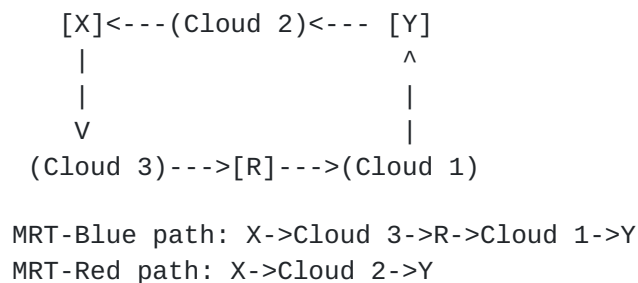 [X]<---(Cloud 2)<--- [Y]
|                    ^
|                    |
V                    |
(Cloud 3)--->[R]--->(Cloud 1)
MRT-Blue path: X->Cloud 3->R->Cloud 1->Y
MRT-Red path: X->Cloud 2->Y